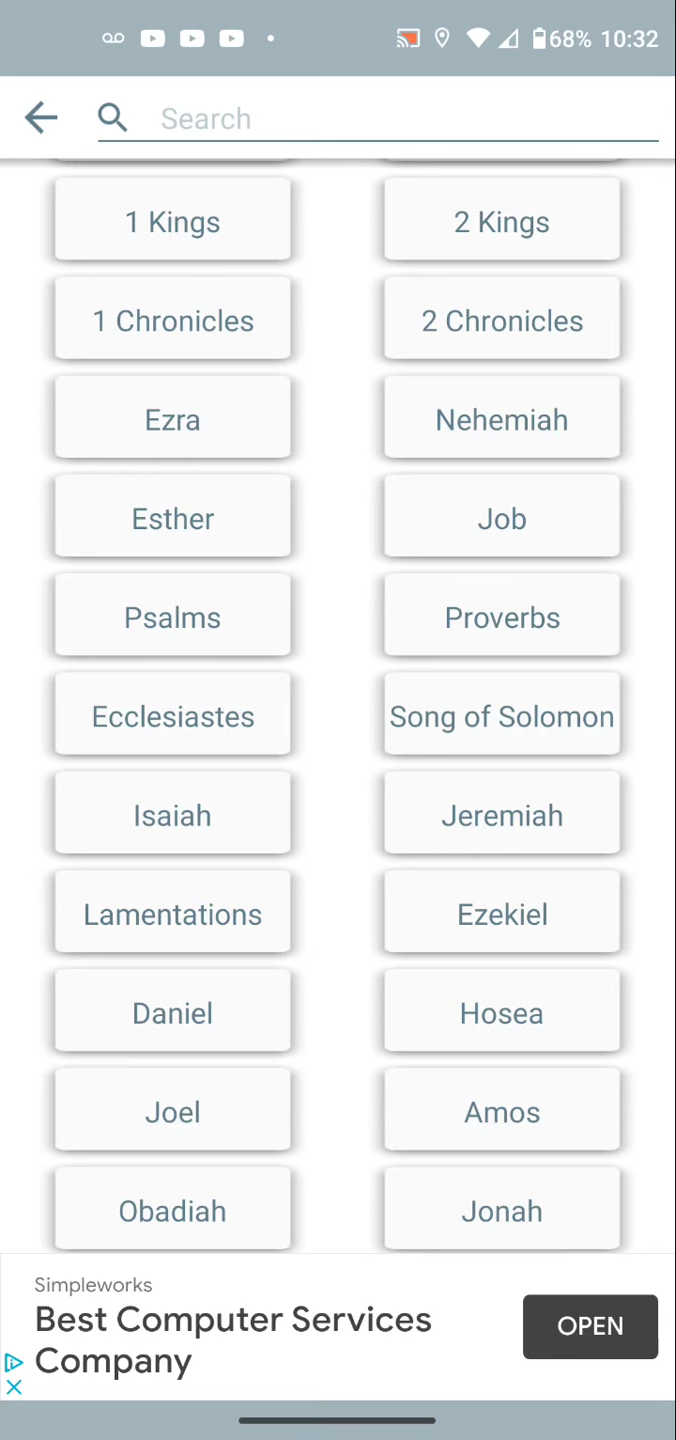 68% 10:32
Search
1 Kings 2 Kings
1 Chronicles 2 Chronicles
Ezra Nehemiah
Esther Job
Psalms Proverbs
Ecclesiastes Song of Solomon
Isaiah Jeremiah
Lamentations Ezekiel
Daniel Hosea
Joel Amos
Obadiah Jonah
Simpleworks
Best Computer Services
Company
OPEN